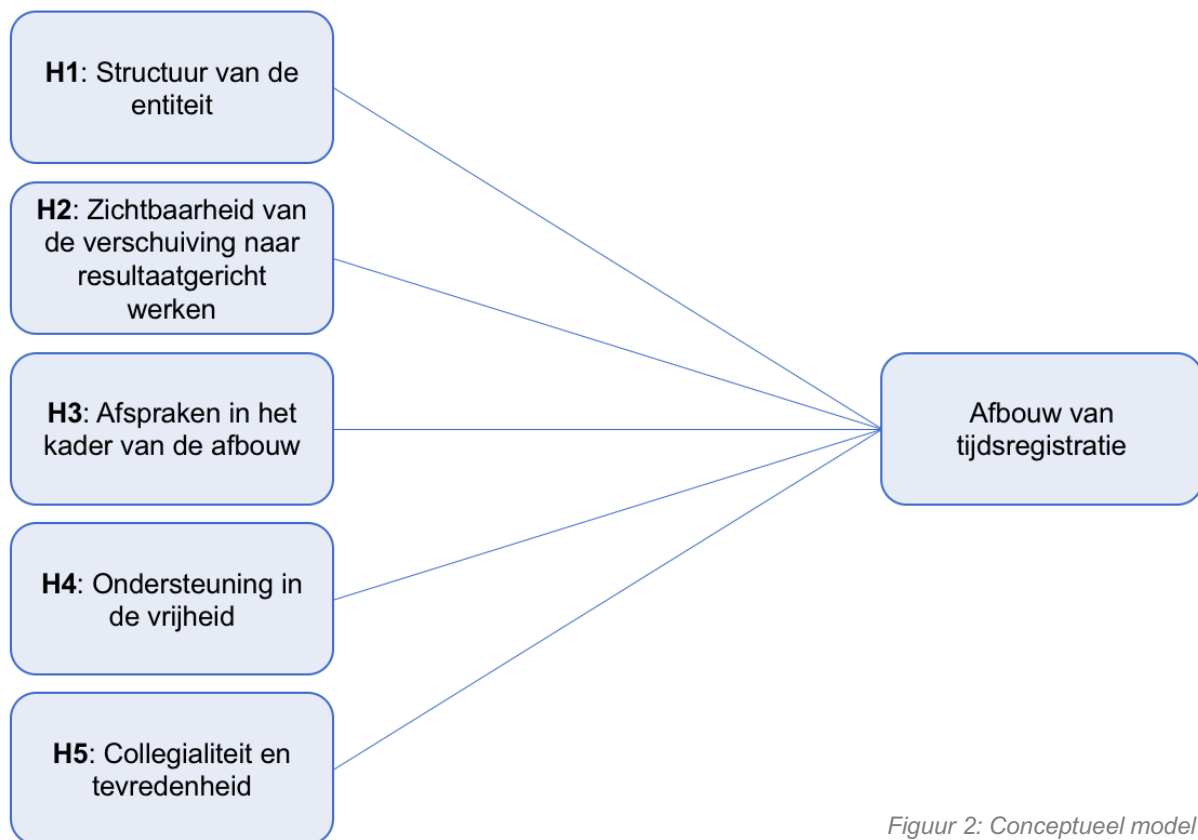 H1: Structuur van de
entiteit
H2: Zichtbaarheid van
de verschuiving naar
resultaatgericht
werken
H3: Afspraken in het
kader van de afbouw
H4: Ondersteuning in
de vrijheid
H5: Collegialiteit en
tevredenheid
Afbouw van
tijdsregistratie
Figuur 2: Conceptueel model